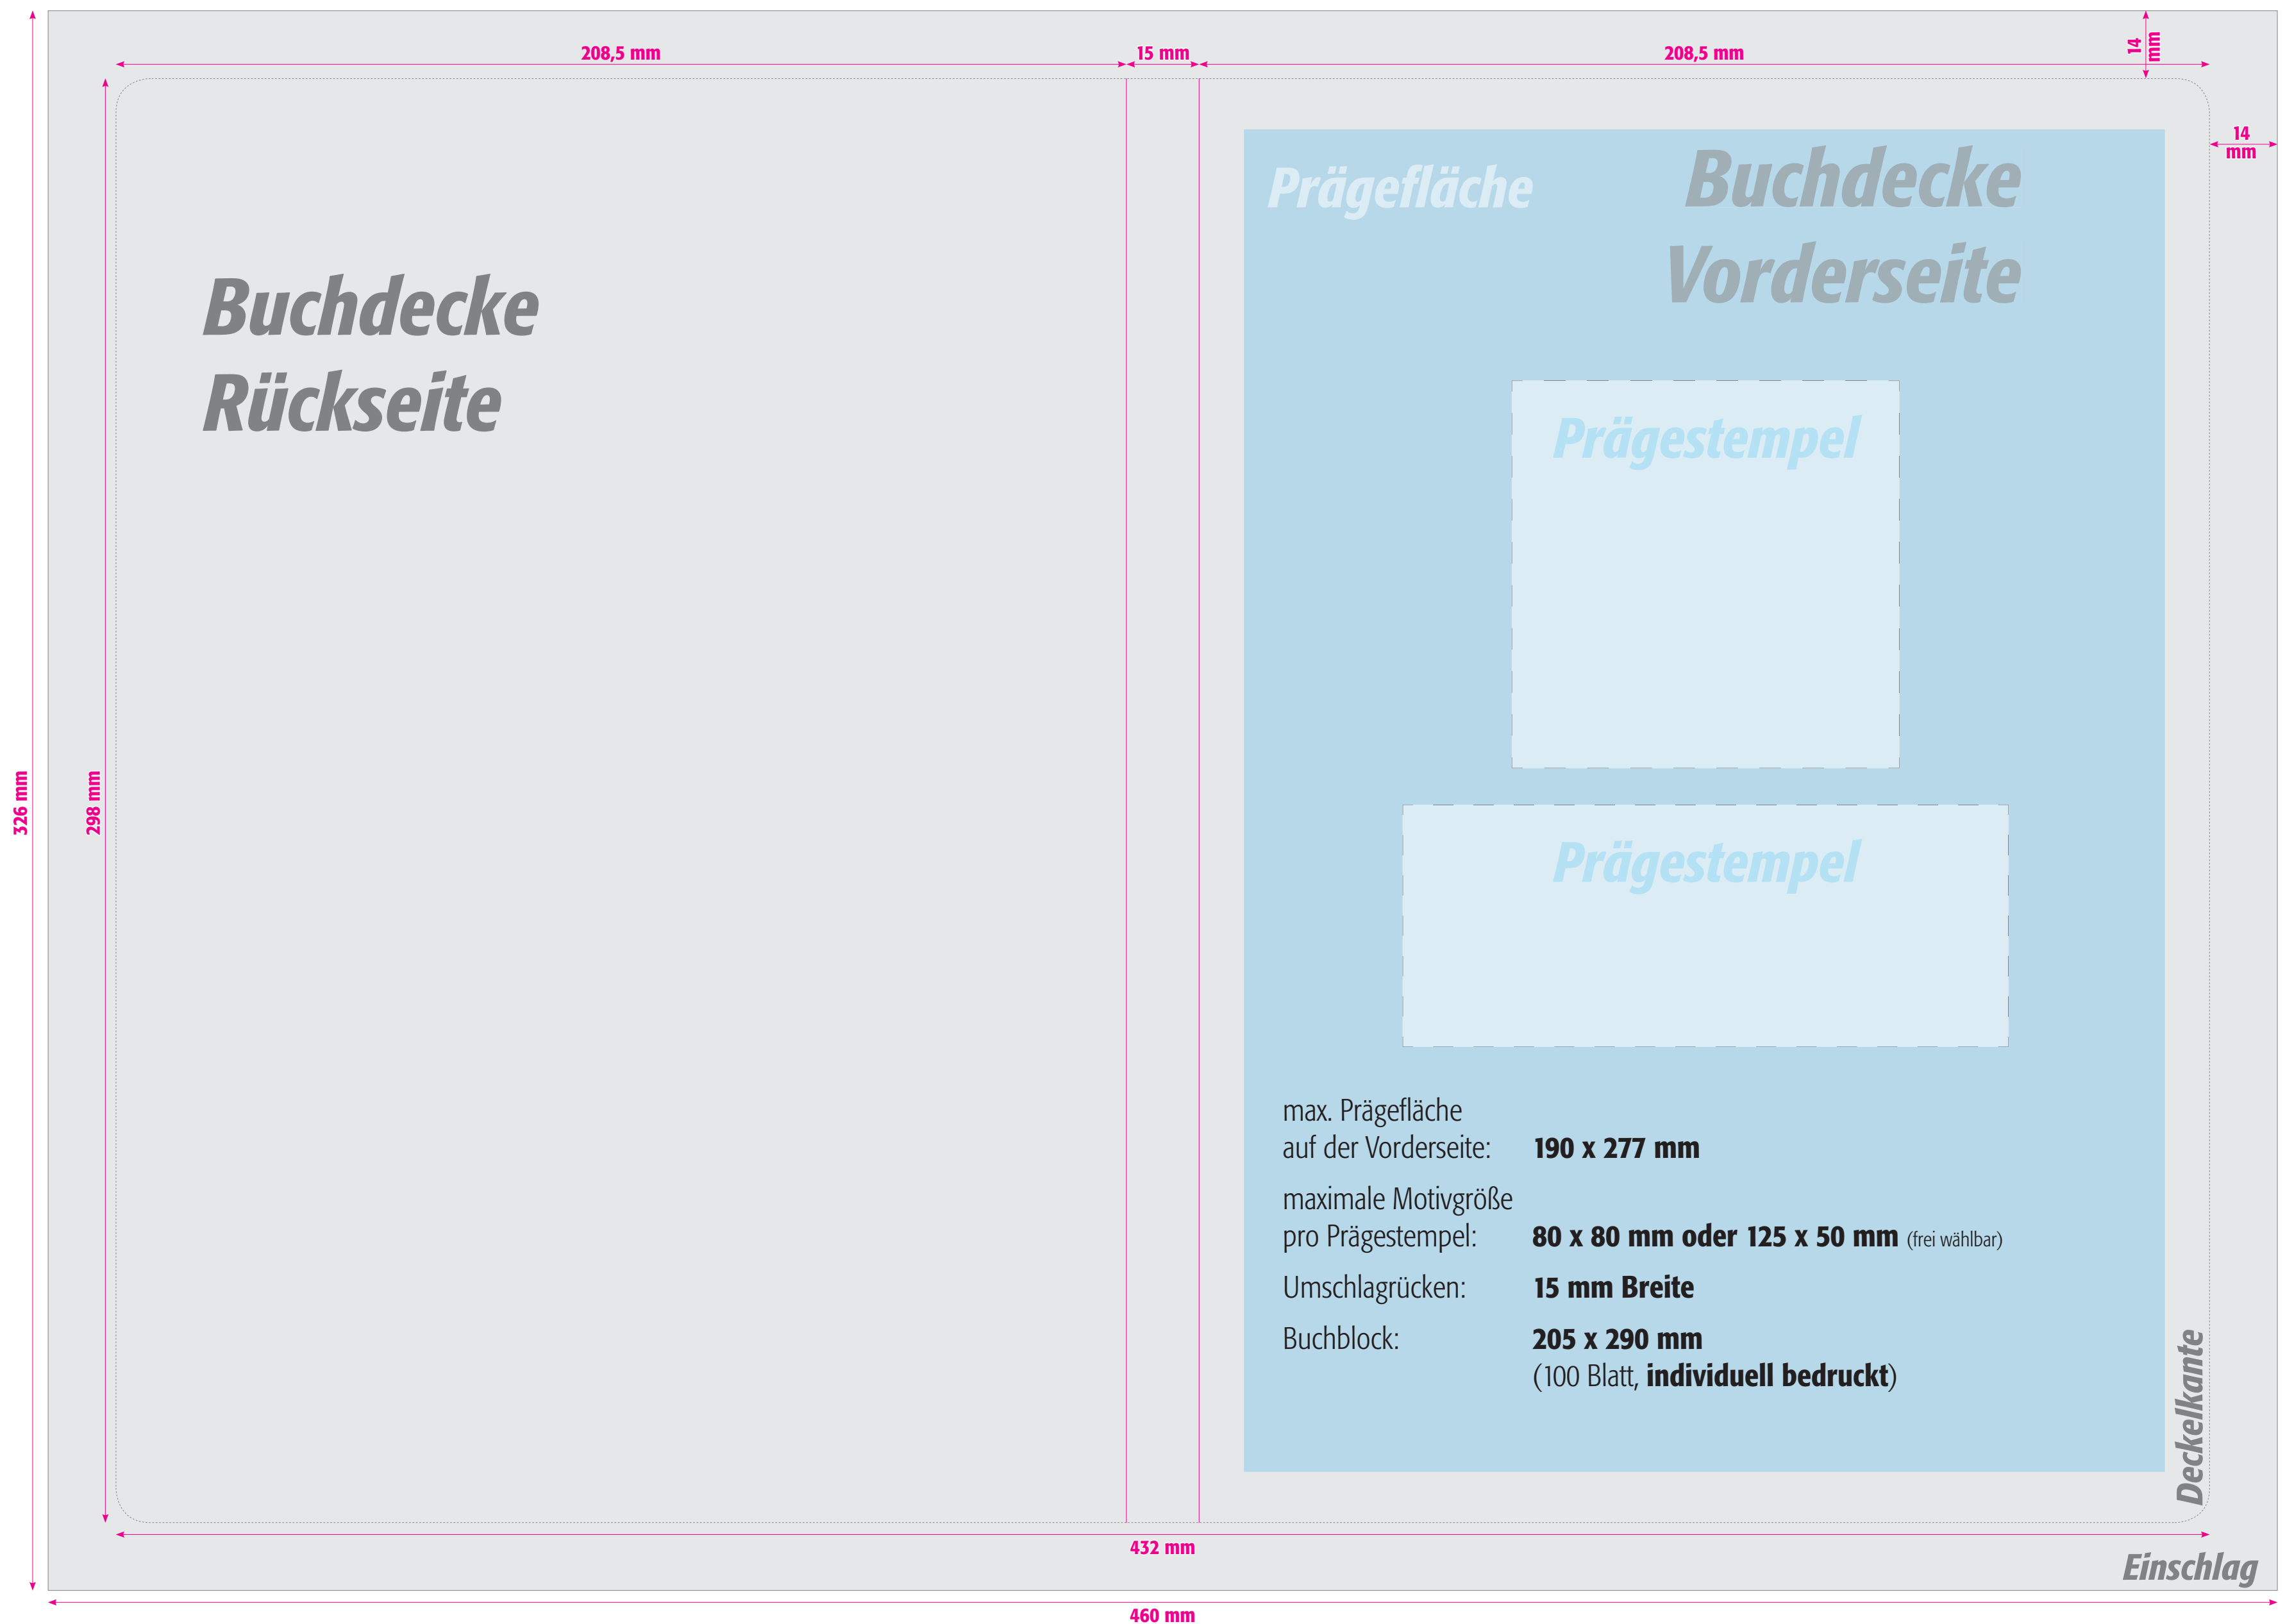 208,5 mm
15 mm
208,5 mm
14
mm
14
mm
Prägefläche
Buchdecke
Vorderseite
Buchdecke
Rückseite
Prägestempel
326 mm
298 mm
Prägestempel
max. Prägefläche
auf der Vorderseite: 190 x 277 mm
maximale Motivgröße
pro Prägestempel: 80 x 80 mm oder 125 x 50 mm (frei wählbar)
Umschlagrücken: 15 mm Breite
Buchblock: 205 x 290 mm
(100 Blatt, individuell bedruckt)
Deckelkante
432 mm
Einschlag
460 mm